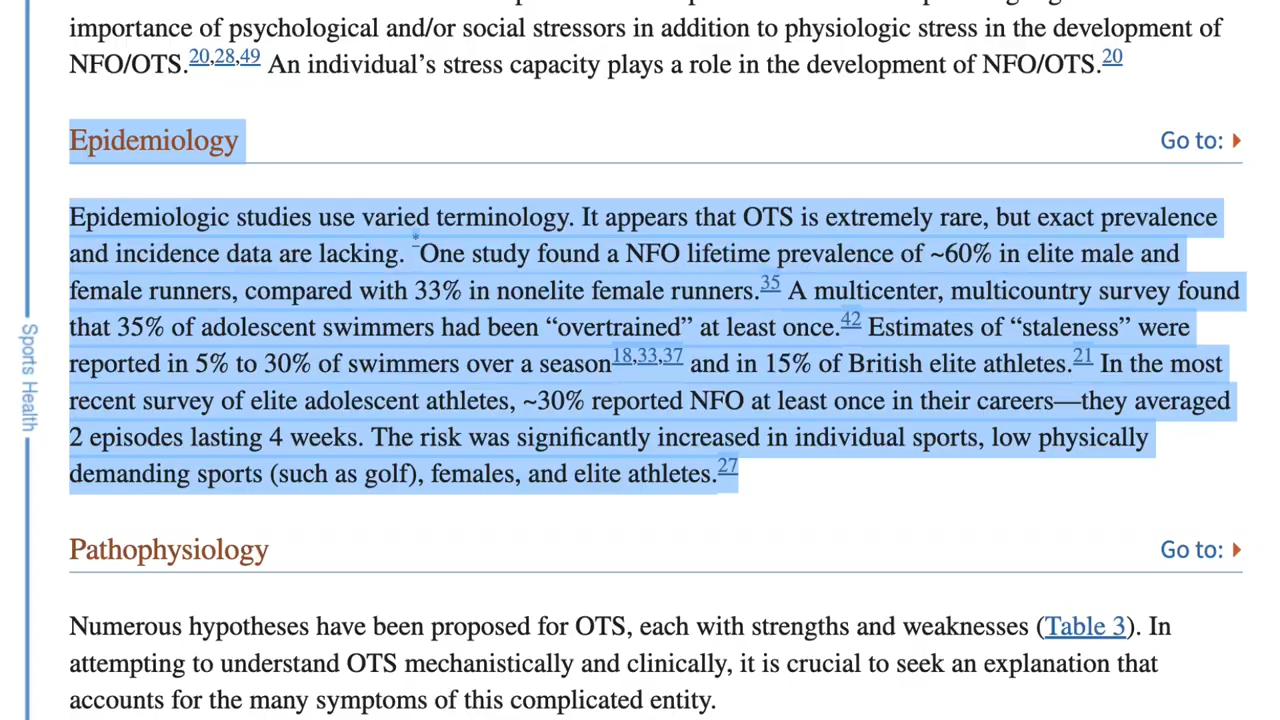 importance of psychological and/or social stressors in addition to physiologic stress in the development of
NFO/OTS.20,28,49 An individual’s stress capacity plays a role in the development of NFO/OTS.20
Epidemiology
Go to:
Epidemiologic studies use varied terminology. It appears that OTS is extremely rare, but exact prevalence
and incidence data are lacking. *One study found a NFO lifetime prevalence of ~60% in elite male and
female runners, compared with 33% in nonelite female runners.35 A multicenter, multicountry survey found
that 35% of adolescent swimmers had been “overtrained” at least once.42 Estimates of “staleness” were
reported in 5% to 30% of swimmers over a season18,33,37 and in 15% of British elite athletes.21 In the most
recent survey of elite adolescent athletes, ~30% reported NFO at least once in their careers—they averaged
2 episodes lasting 4 weeks. The risk was significantly increased in individual sports, low physically
demanding sports (such as golf), females, and elite athletes.27
Pathophysiology
Go to:
Numerous hypotheses have been proposed for OTS, each with strengths and weaknesses (Table 3). In
attempting to understand OTS mechanistically and clinically, it is crucial to seek an explanation that
accounts for the many symptoms of this complicated entity.
Sports Health